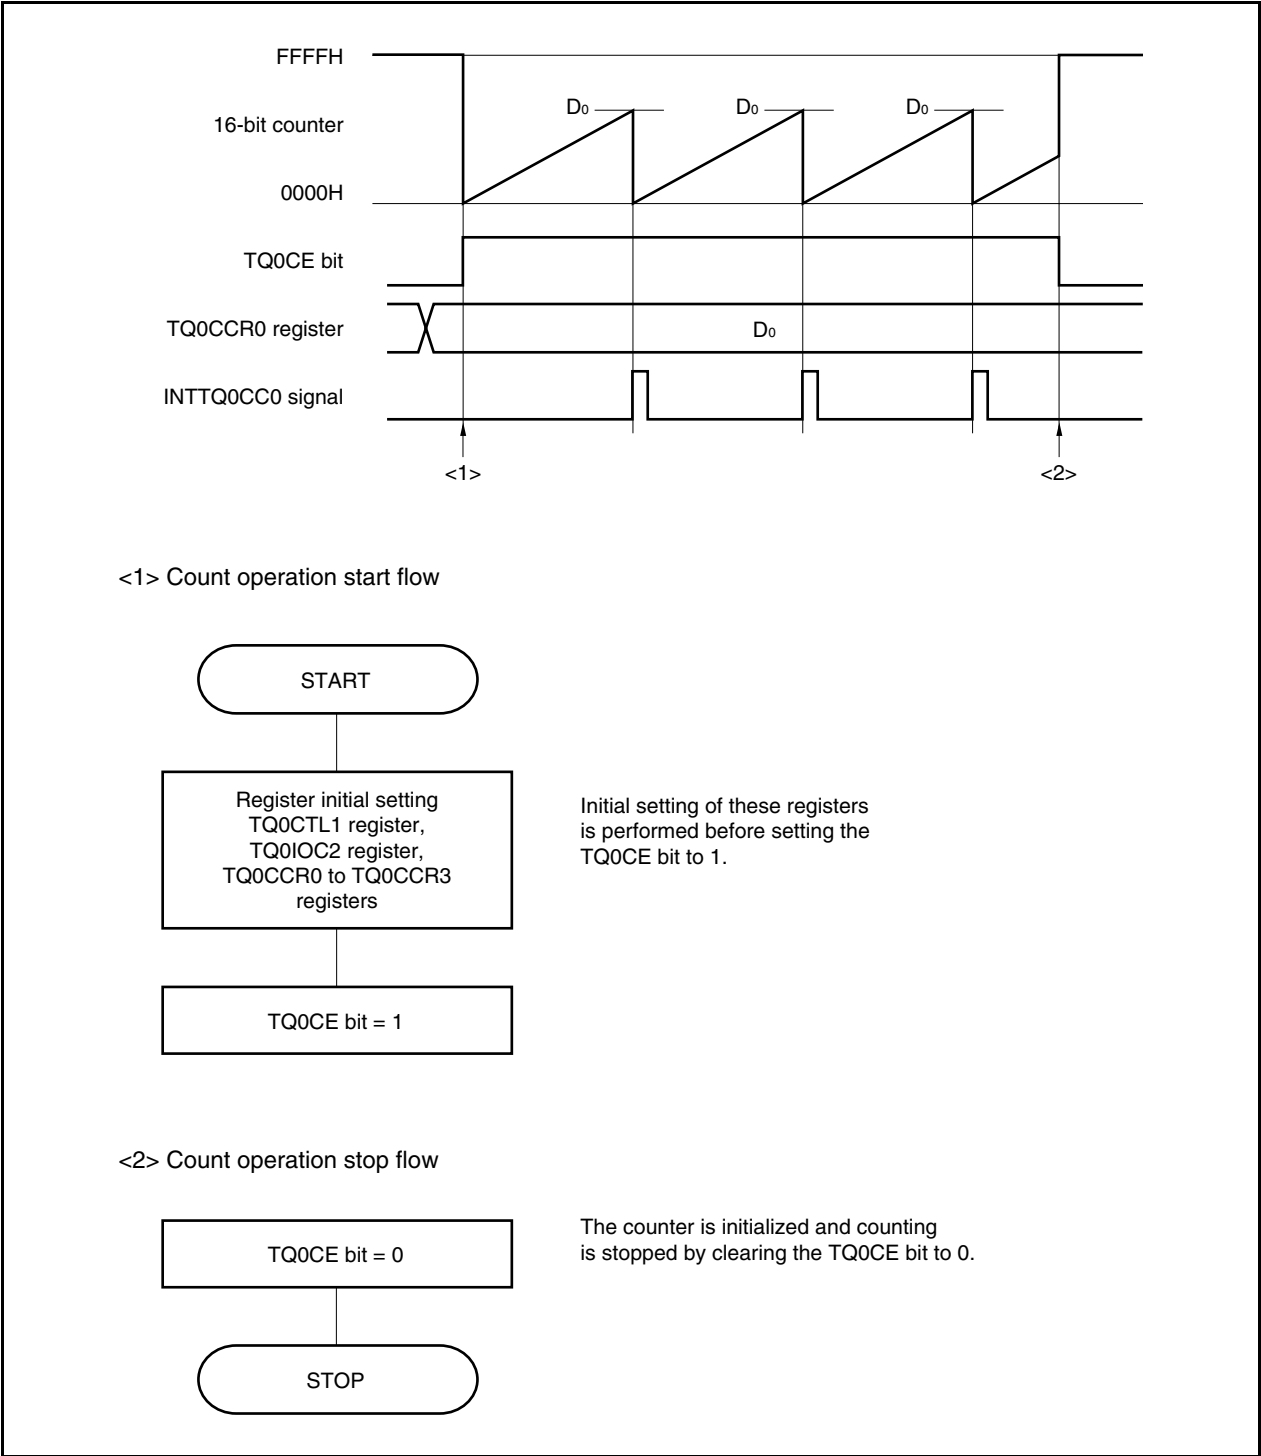 FFFFH
D0 D0 D0
16-bit counter
0000H
TQ0CE bit
TQ0CCR0 register D0
INTTQ0CC0 signal
<1> <2>
<1> Count operation start flow
START
Register initial setting
TQ0CTL1 register,
TQ0IOC2 register,
TQ0CCR0 to TQ0CCR3
registers
Initial setting of these registers
is performed before setting the
TQ0CE bit to 1.
TQ0CE bit = 1
<2> Count operation stop flow
TQ0CE bit = 0
The counter is initialized and counting
is stopped by clearing the TQ0CE bit to 0.
STOP